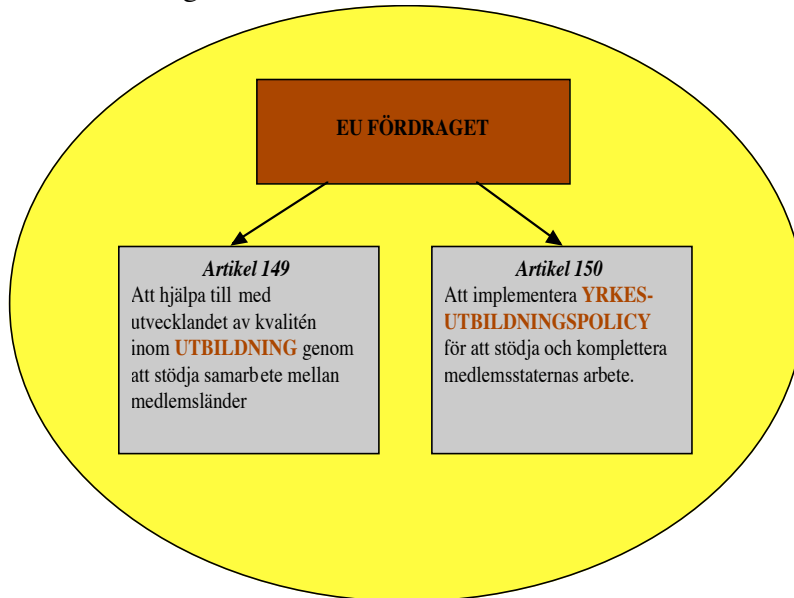 EU FÖRDRAGET
Artikel 149
Att hjälpa till med
utvecklandet av kvalitén
inom UTBILDNING genom
att stödja samarbete mellan
medlemsländer
Artikel 150
Att implementera YRKES-
UTBILDNINGSPOLICY
för att stödja och komplettera
medlemsstaternas arbete.